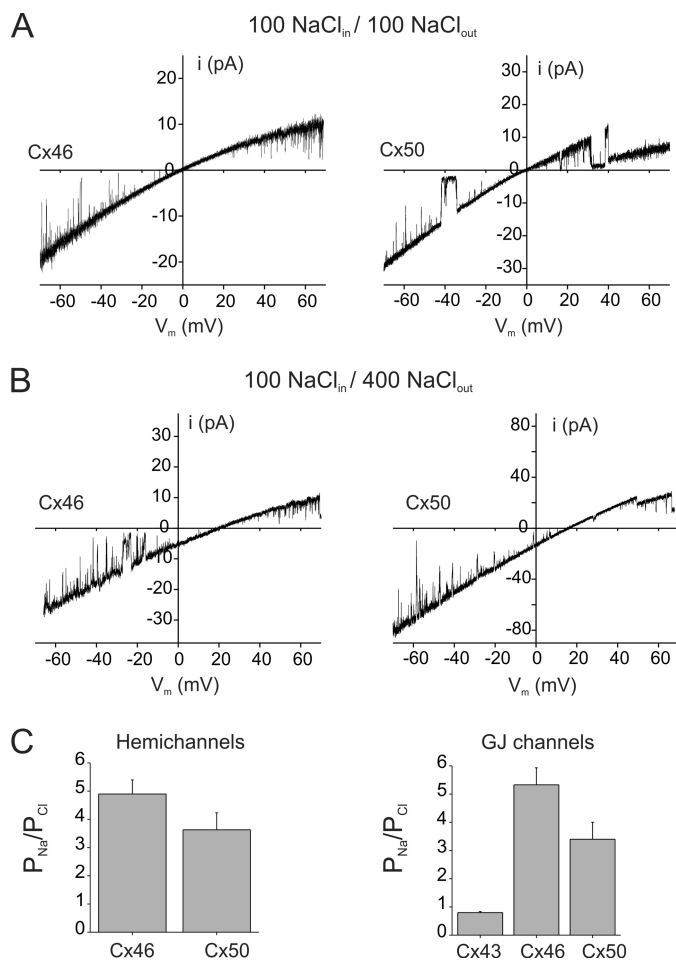 A
100 NaCl_in / 100 NaCl_out
i (pA)
20
10
0
-10
-20
Cx46
-60 -40 -20 0 20 40 60
V_m (mV)
i (pA)
30
20
10
0
-10
-20
-30
Cx50
-60 -40 -20 0 20 40 60
V_m (mV)
B
100 NaCl_in / 400 NaCl_out
i (pA)
30
20
10
0
-10
-20
-30
Cx46
-60 -40 -20 0 20 40 60
V_m (mV)
i (pA)
80
40
0
-40
-80
Cx50
-60 -40 -20 0 20 40 60
V_m (mV)
C
Hemichannels
P_Na/P_Cl
6
5
4
3
2
1
0
Cx46 Cx50
GJ channels
P_Na/P_Cl
6
5
4
3
2
1
0
Cx43 Cx46 Cx50